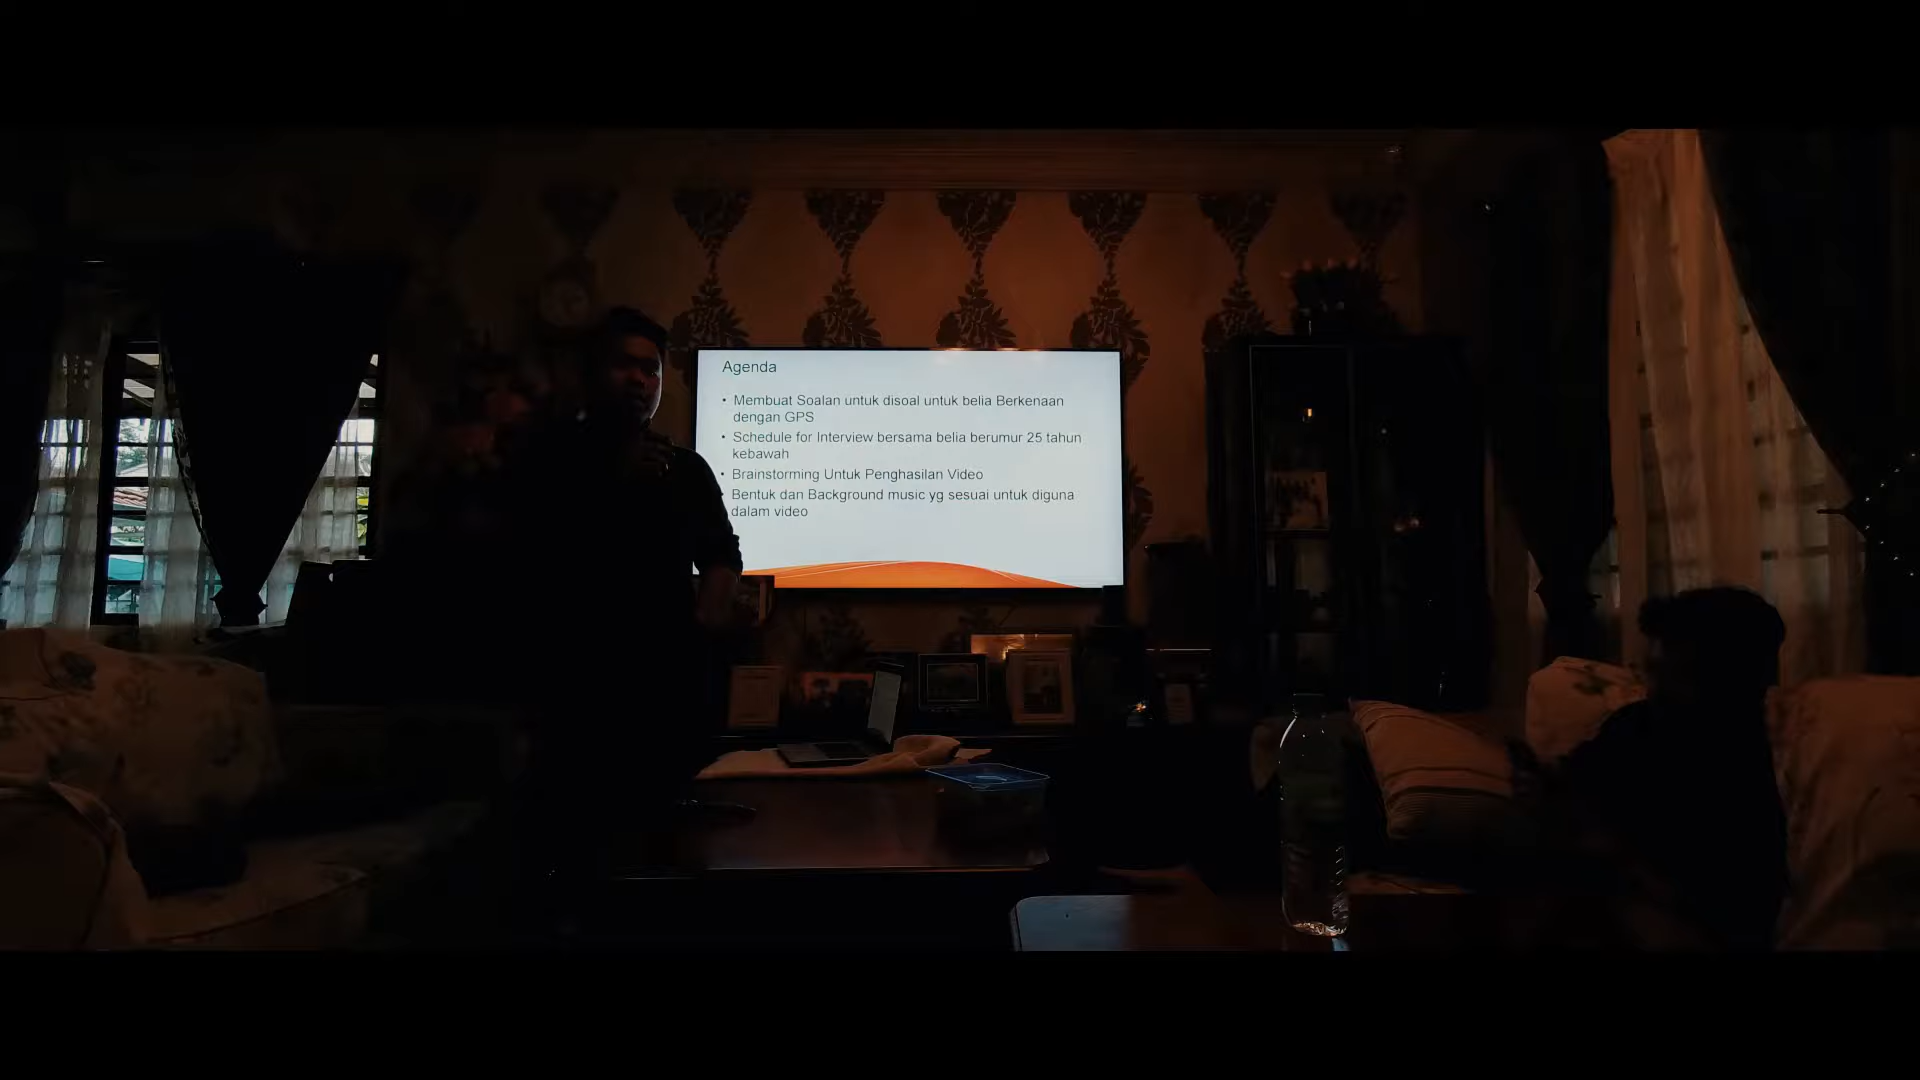 Agenda
• Membuat Soalan untuk disoal untuk belia Berkenaan
dengan GPS
• Schedule for Interview bersama belia berumur 25 tahun
kebawah
• Brainstorming Untuk Penghasilan Video
• Bentuk dan Background music yg sesuai untuk diguna
dalam video